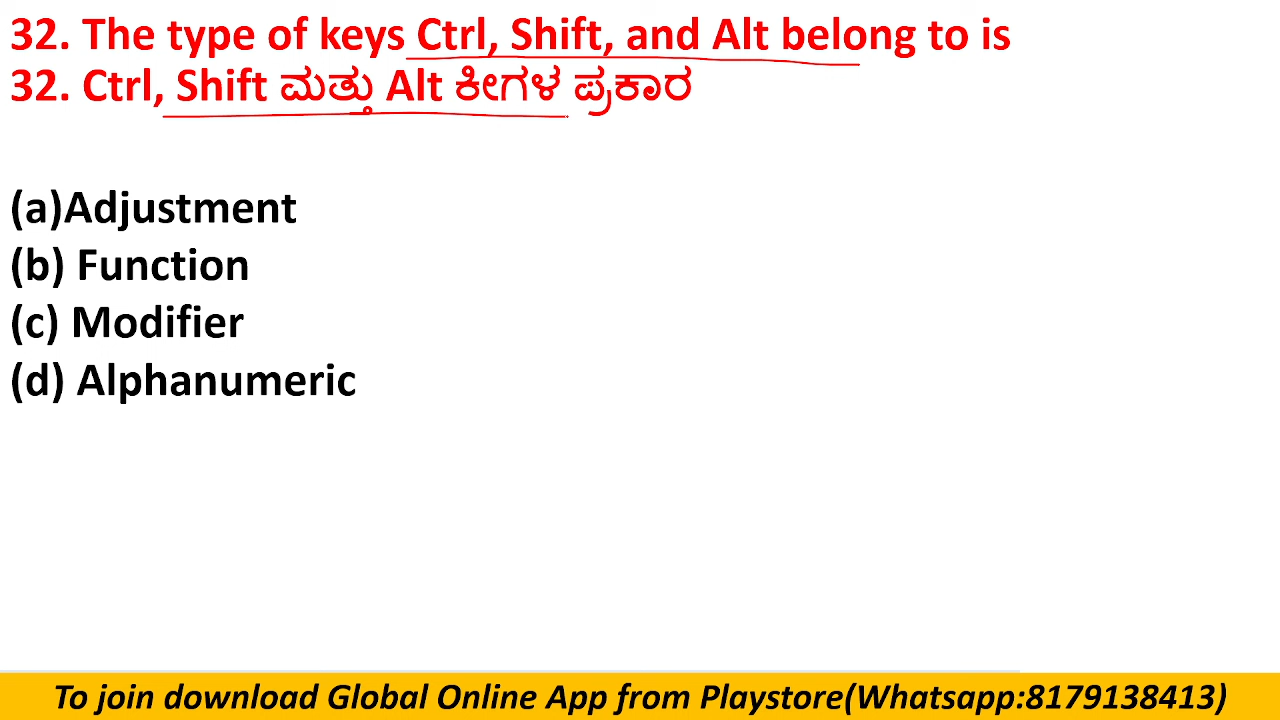 32. The type of keys Ctrl, Shift, and Alt belong to is
32. Ctrl, Shift ಮತ್ತು Alt ಕೀಗಳ ಪ್ರಕಾರ
(a)Adjustment
(b) Function
(c) Modifier
(d) Alphanumeric
To join download Global Online App from Playstore(Whatsapp:8179138413)